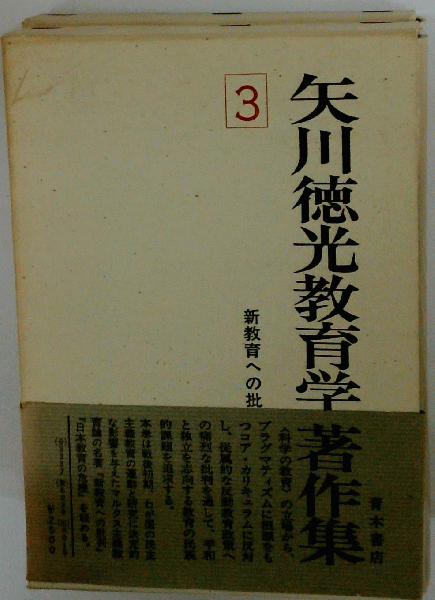 矢川徳光教育学著作集
3
新教育への批
青木書店
〈科学の教育〉の立場から、
プラグマティズムに根源をも
つコア・カリキュラムに反対
し、従属的な反動教育政策へ
の痛烈な批判を通して、平和
と独立を志向する教育の民族
的課題を追求する。
本巻は戦後初期、わが国の民主
主義教育の運動と研究に決定的
な影響を与えたマルクス主義教
育論の名著『新教育への批判』
『日本教育の危機』を収める。
¥2500